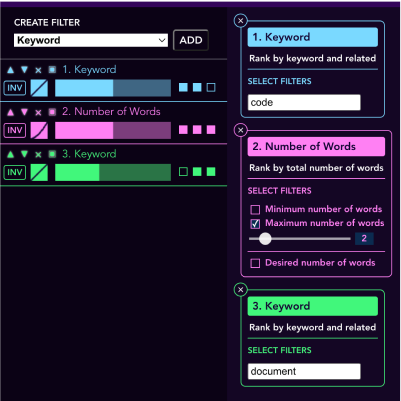 CREATE FILTER
Keyword
ADD
1. Keyword
INV
2. Number of Words
INV
3. Keyword
INV
1. Keyword
Rank by keyword and related
SELECT FILTERS
code
2. Number of Words
Rank by total number of words
SELECT FILTERS
Minimum number of words
Maximum number of words
2
Desired number of words
3. Keyword
Rank by keyword and related
SELECT FILTERS
document